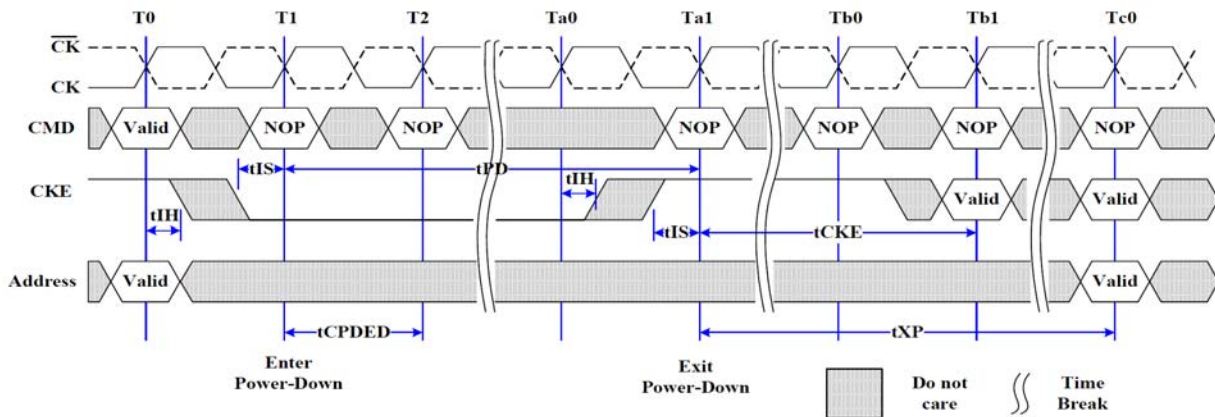 T0 T1 T2 Ta0 Ta1 Tb0 Tb1 Tc0
CK
CK
CMD Valid NOP NOP NOP NOP NOP NOP
tIS tPD
CKE tIH Valid Valid
tIH tIS tCKE
Address Valid Valid
tCPDED tXP
Enter Exit
Power-Down Power-Down
Do not Time
care Break